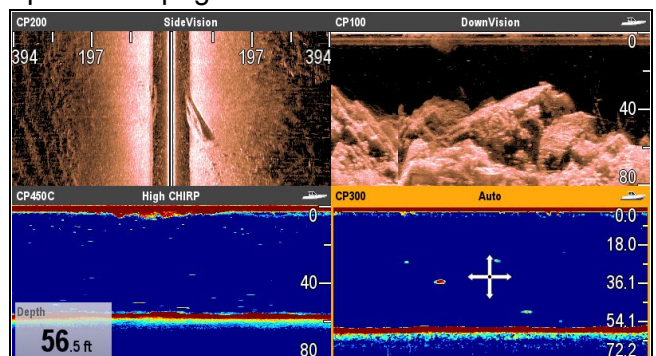 CP200 SideVision
394 197 197 394
CP100 DownVision
0
40
80
CP450C High CHIRP
0
40
80
Depth
56.5 ft
CP300 Auto
0.0
18.0
36.1
54.1
72.2